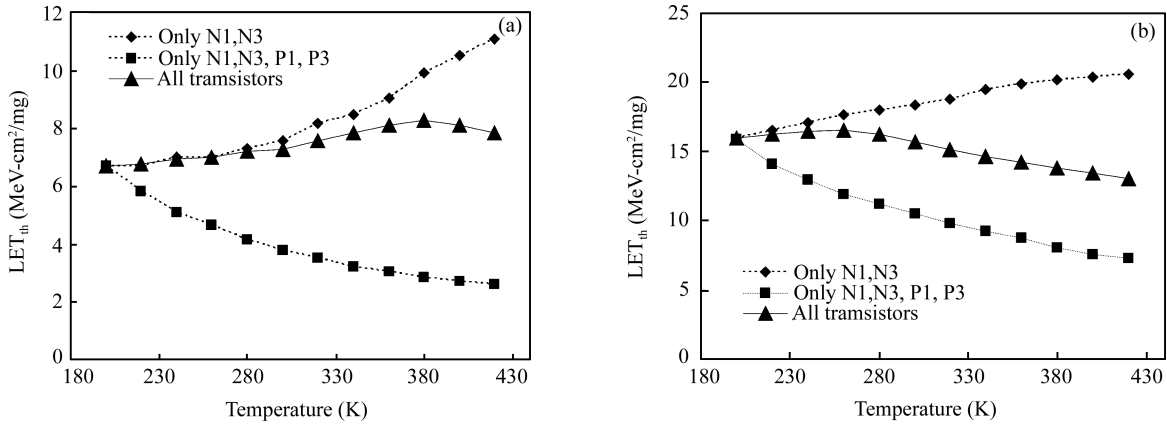 (a)
Only N1,N3
Only N1,N3, P1, P3
All tramsistors
12
10
8
6
4
2
0
LETth (MeV-cm²/mg)
180 230 280 330 380 430
Temperature (K)
(b)
25
20
15
10
5
0
LETth (MeV-cm²/mg)
Only N1,N3
Only N1,N3, P1, P3
All tramsistors
180 230 280 330 380 430
Temperature (K)